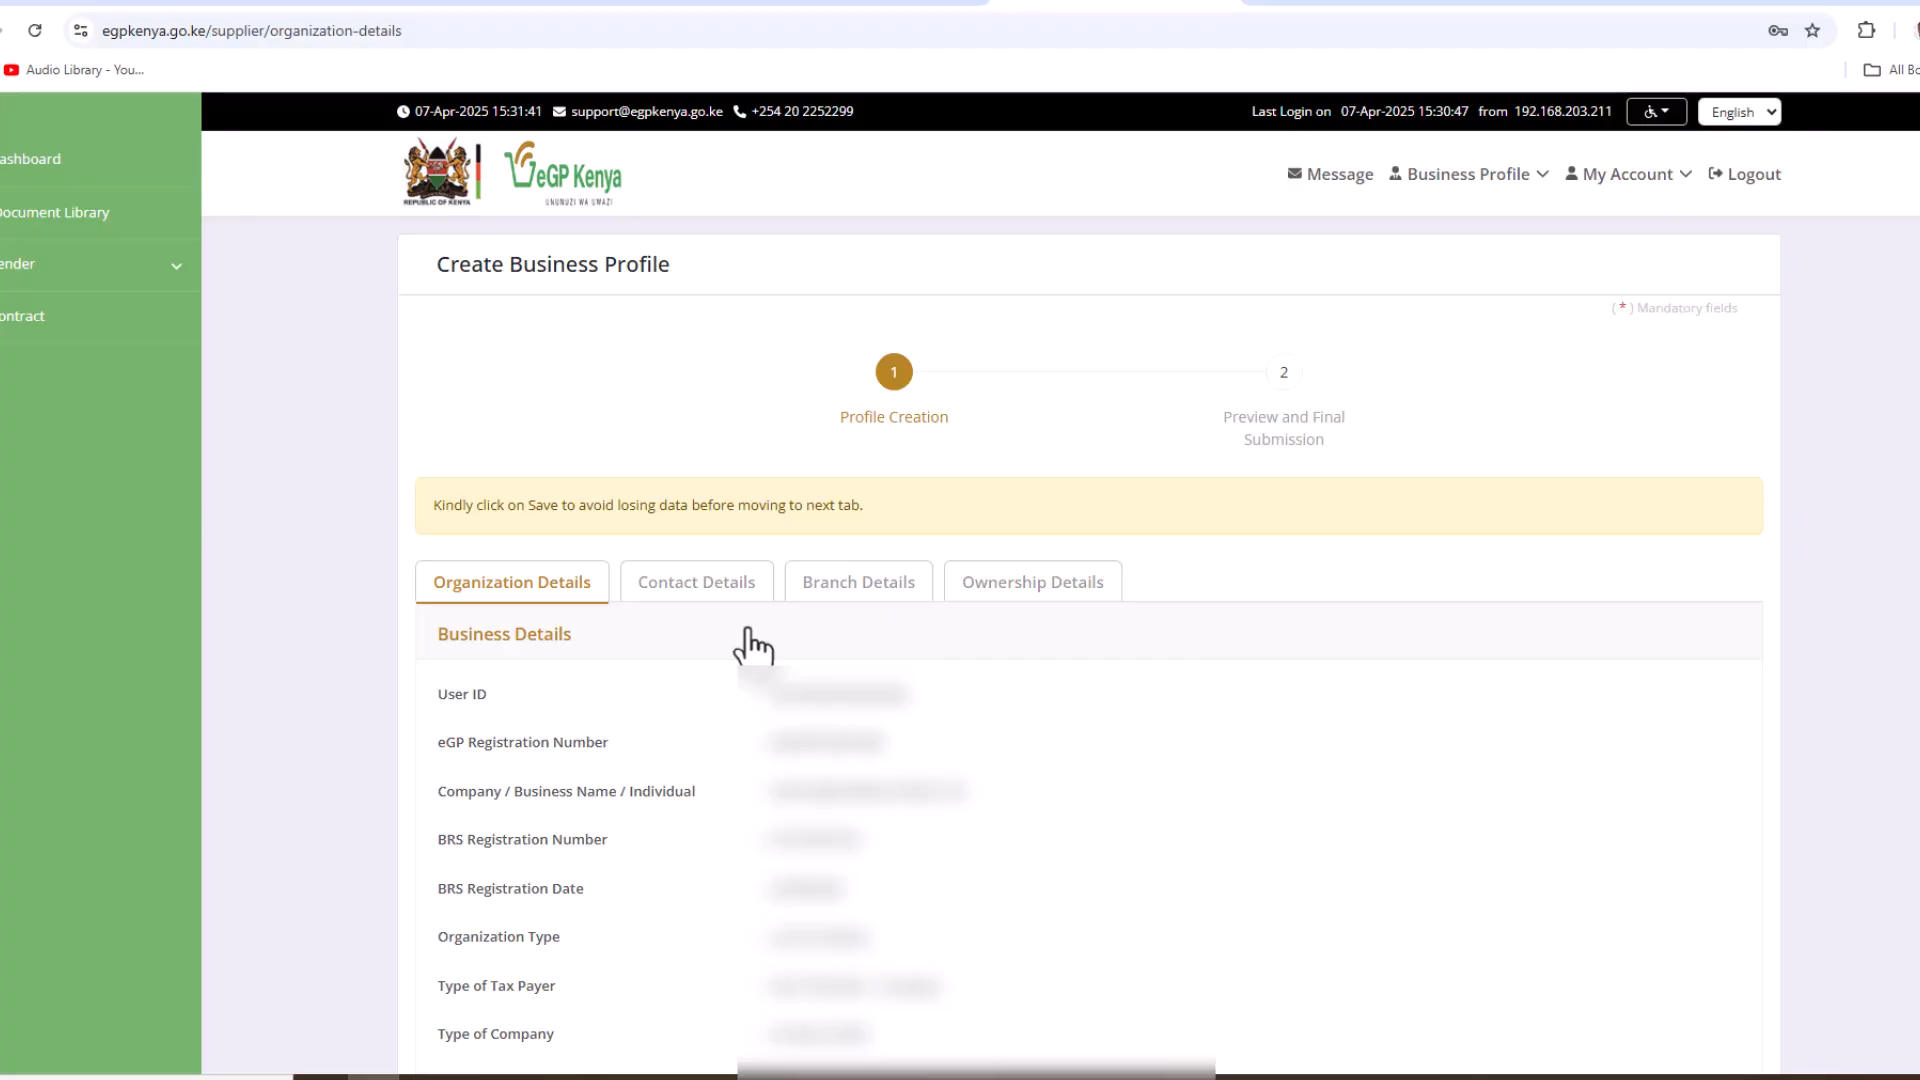 egpkenya.go.ke/supplier/organization-details
Audio Library - You...
All Bo
07-Apr-2025 15:31:41 support@egpkenya.go.ke +254 20 2252299
Last Login on 07-Apr-2025 15:30:47 from 192.168.203.211
English
ashboard
ocument Library
ender
ontract
REPUBLIC OF KENYA
eGP Kenya
UNUNUZI WA UWAZI
Message Business Profile My Account Logout
Create Business Profile
( * ) Mandatory fields
1
2
Profile Creation
Preview and Final
Submission
Kindly click on Save to avoid losing data before moving to next tab.
Organization Details Contact Details Branch Details Ownership Details
Business Details
User ID
eGP Registration Number
Company / Business Name / Individual
BRS Registration Number
BRS Registration Date
Organization Type
Type of Tax Payer
Type of Company